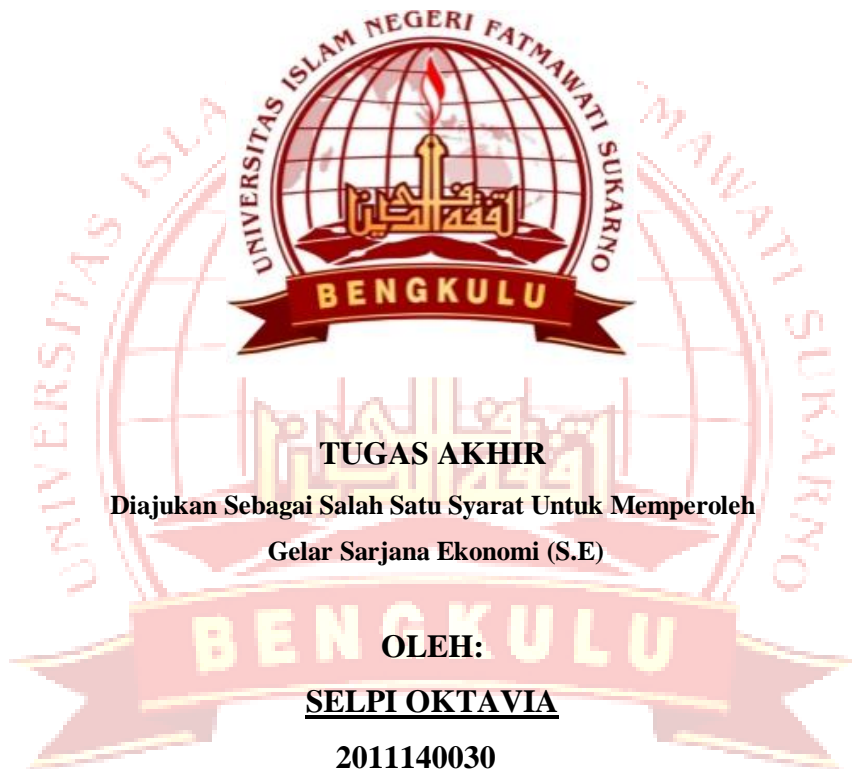 UNIVERSITAS ISLAM NEGERI FATMAWATI SUKARNO
BENGKULU
TUGAS AKHIR
Diajukan Sebagai Salah Satu Syarat Untuk Memperoleh
Gelar Sarjana Ekonomi (S.E)
OLEH:
SELPI OKTAVIA
2011140030